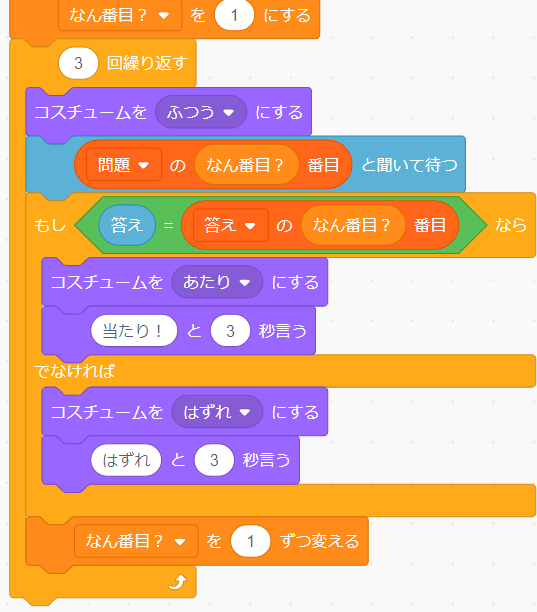 なん番目？ を 1 にする
3 回繰り返す
コスチュームを ふつう にする
問題 の なん番目？ 番目 と聞いて待つ
もし 答え = 答え の なん番目？ 番目 なら
コスチュームを あたり にする
当たり！ と 3 秒言う
でなければ
コスチュームを はずれ にする
はずれ と 3 秒言う
なん番目？ を 1 ずつ変える